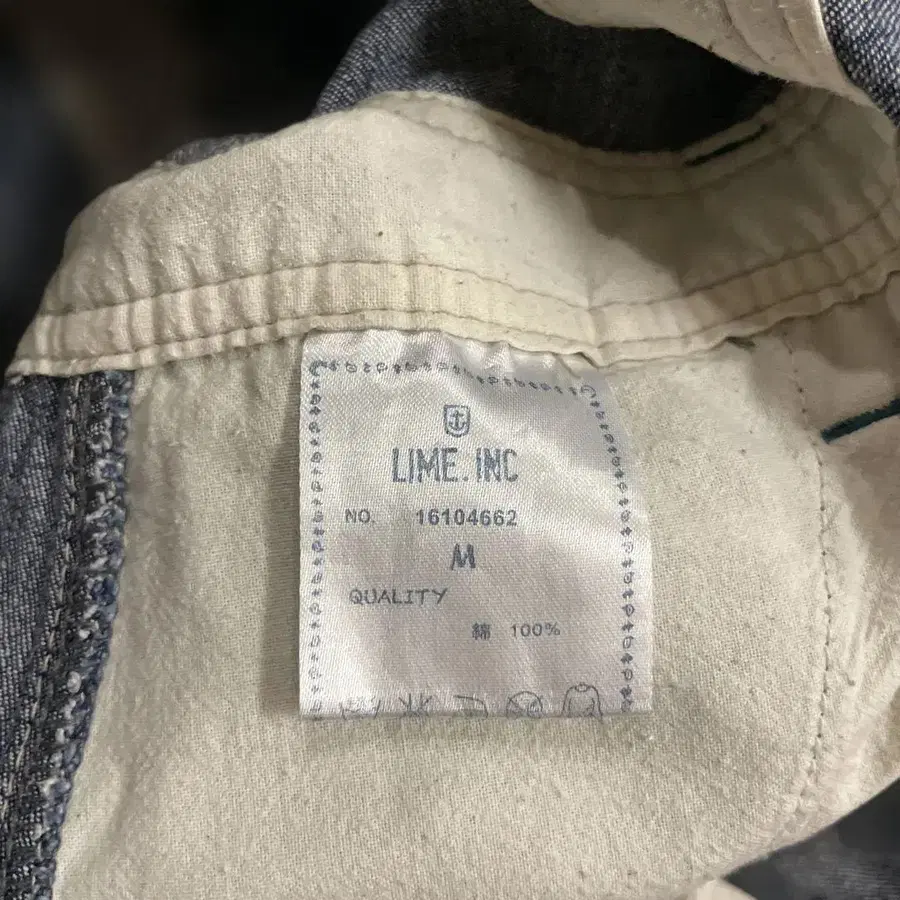 LIME.INC
NO. 16104662
M
QUALITY
綿 100%